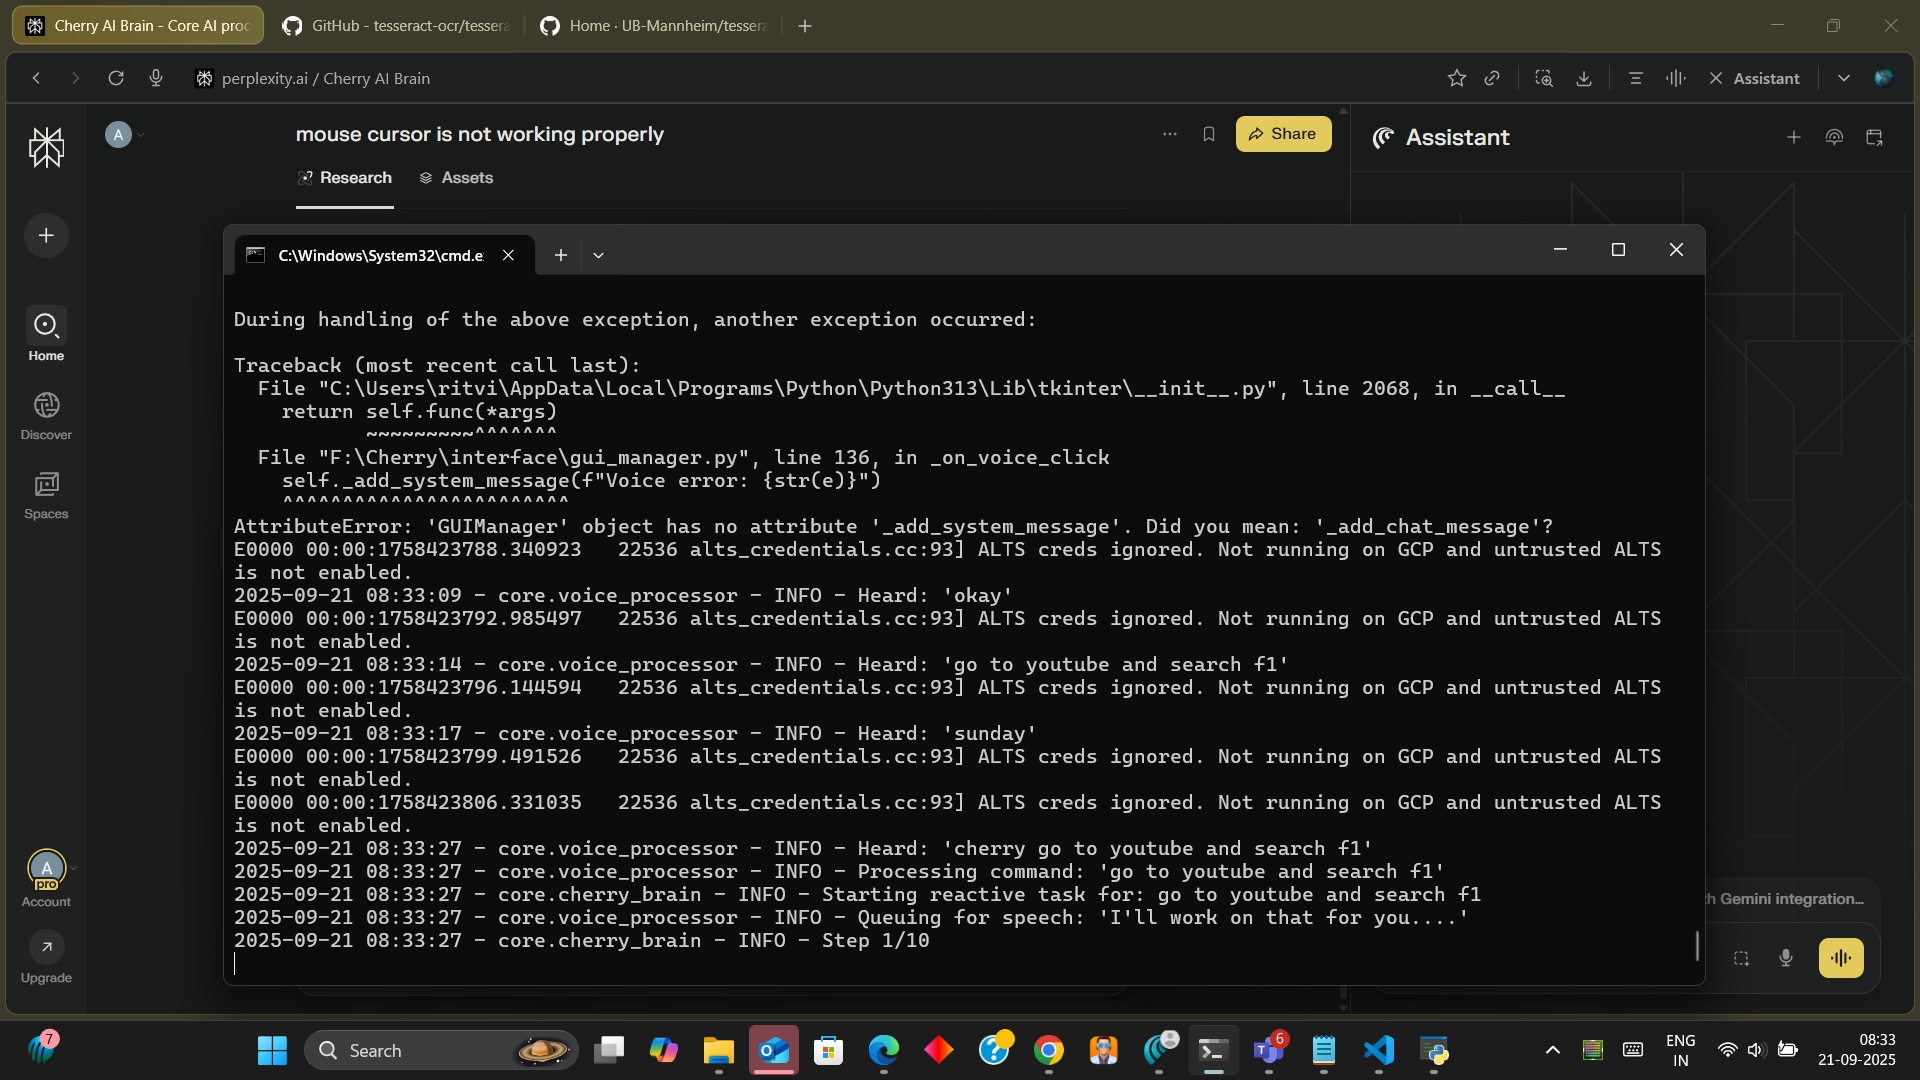 Cherry AI Brain - Core AI proc
GitHub - tesseract-ocr/tessera
Home · UB-Mannheim/tessera
perplexity.ai / Cherry AI Brain
Assistant
A
mouse cursor is not working properly
Share
Assistant
Research
Assets
C:\Windows\System32\cmd.e
During handling of the above exception, another exception occurred:
Traceback (most recent call last):
File "C:\Users\ritvi\AppData\Local\Programs\Python\Python313\Lib\tkinter\__init__.py", line 2068, in __call__
return self.func(*args)
~~~~~~~~~^^^^^^^
File "F:\Cherry\interface\gui_manager.py", line 136, in _on_voice_click
self._add_system_message(f"Voice error: {str(e)}")
^^^^^^^^^^^^^^^^^^^^^^^^
AttributeError: 'GUIManager' object has no attribute '_add_system_message'. Did you mean: '_add_chat_message'?
E0000 00:00:1758423788.340923   22536 alts_credentials.cc:93] ALTS creds ignored. Not running on GCP and untrusted ALTS
is not enabled.
2025-09-21 08:33:09 - core.voice_processor - INFO - Heard: 'okay'
E0000 00:00:1758423792.985497   22536 alts_credentials.cc:93] ALTS creds ignored. Not running on GCP and untrusted ALTS
is not enabled.
2025-09-21 08:33:14 - core.voice_processor - INFO - Heard: 'go to youtube and search f1'
E0000 00:00:1758423796.144594   22536 alts_credentials.cc:93] ALTS creds ignored. Not running on GCP and untrusted ALTS
is not enabled.
2025-09-21 08:33:17 - core.voice_processor - INFO - Heard: 'sunday'
E0000 00:00:1758423799.491526   22536 alts_credentials.cc:93] ALTS creds ignored. Not running on GCP and untrusted ALTS
is not enabled.
E0000 00:00:1758423806.331035   22536 alts_credentials.cc:93] ALTS creds ignored. Not running on GCP and untrusted ALTS
is not enabled.
2025-09-21 08:33:27 - core.voice_processor - INFO - Heard: 'cherry go to youtube and search f1'
2025-09-21 08:33:27 - core.voice_processor - INFO - Processing command: 'go to youtube and search f1'
2025-09-21 08:33:27 - core.cherry_brain - INFO - Starting reactive task for: go to youtube and search f1
2025-09-21 08:33:27 - core.voice_processor - INFO - Queuing for speech: 'I'll work on that for you....'
2025-09-21 08:33:27 - core.cherry_brain - INFO - Step 1/10
Home
Discover
Spaces
A
pro
Account
Upgrade
h Gemini integration...
7
Search
6
ENG
IN
08:33
21-09-2025